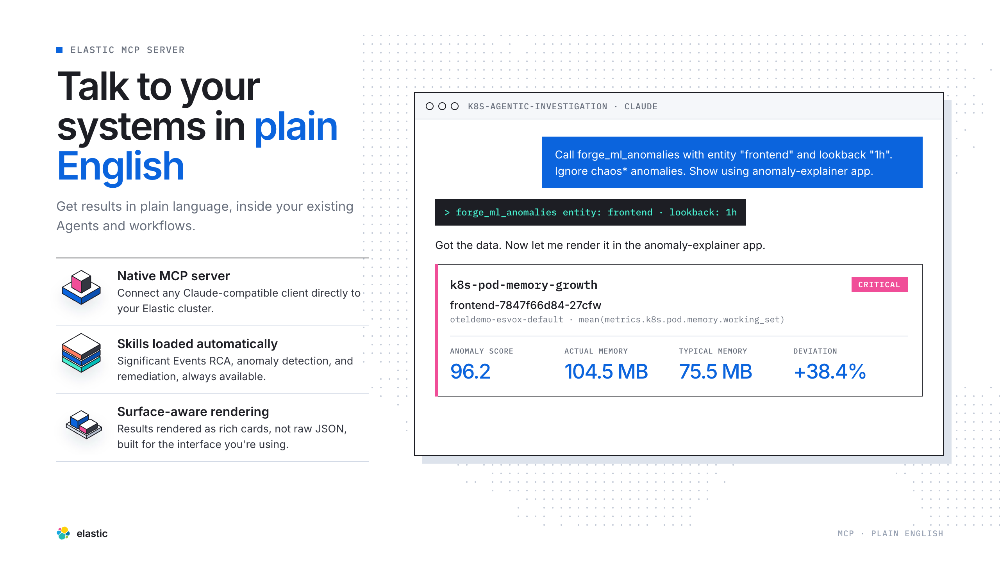 ELASTIC MCP SERVER
Talk to your
systems in plain
English
Get results in plain language, inside your existing
Agents and workflows.
Native MCP server
Connect any Claude-compatible client directly to
your Elastic cluster.
Skills loaded automatically
Significant Events RCA, anomaly detection, and
remediation, always available.
Surface-aware rendering
Results rendered as rich cards, not raw JSON,
built for the interface you're using.
K8S-AGENTIC-INVESTIGATION · CLAUDE
Call forge_ml_anomalies with entity "frontend" and lookback "1h".
Ignore chaos* anomalies. Show using anomaly-explainer app.
> forge_ml_anomalies entity: frontend · lookback: 1h
Got the data. Now let me render it in the anomaly-explainer app.
k8s-pod-memory-growth
CRITICAL
frontend-7847f66d84-27cfw
oteldemo-esvox-default · mean(metrics.k8s.pod.memory.working_set)
ANOMALY SCORE
96.2
ACTUAL MEMORY
104.5 MB
TYPICAL MEMORY
75.5 MB
DEVIATION
+38.4%
elastic
MCP · PLAIN ENGLISH